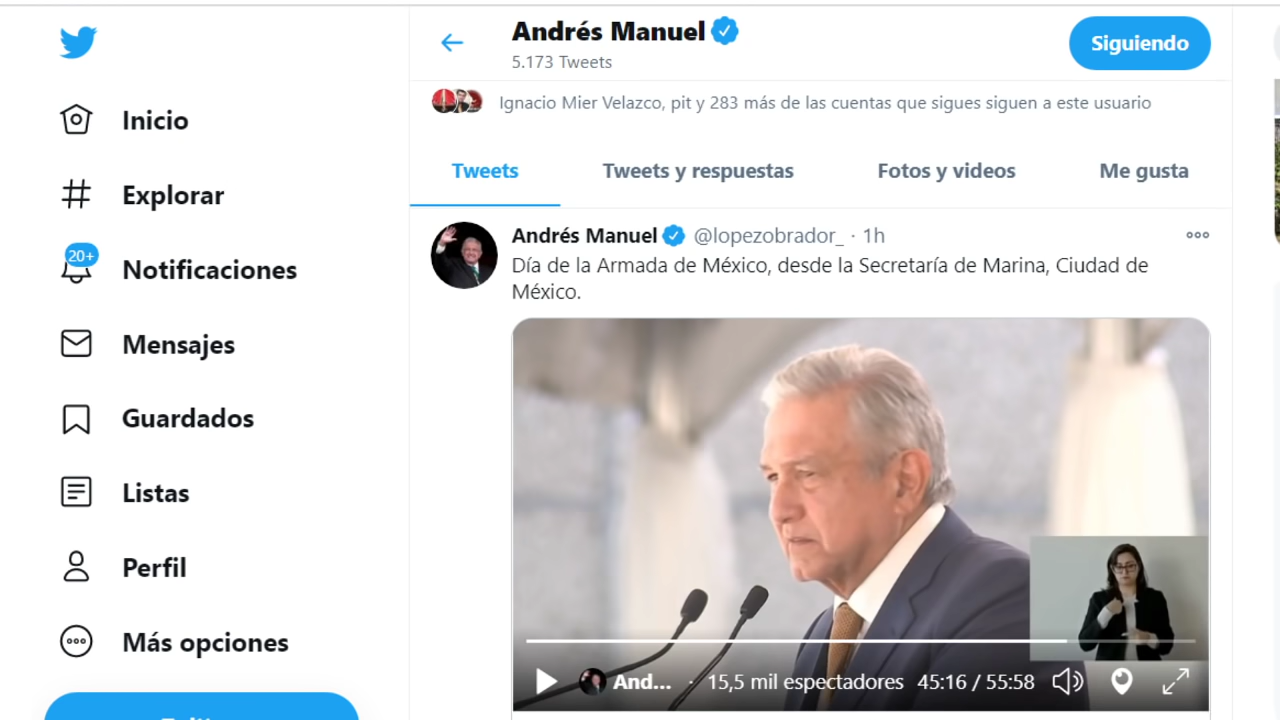 Andrés Manuel
5.173 Tweets
Siguiendo
Ignacio Mier Velazco, pit y 283 más de las cuentas que sigues siguen a este usuario
Tweets
Tweets y respuestas
Fotos y videos
Me gusta
Inicio
Explorar
20+
Notificaciones
Mensajes
Guardados
Listas
Perfil
Más opciones
Andrés Manuel @lopezobrador_ · 1h
Día de la Armada de México, desde la Secretaría de Marina, Ciudad de
México.
And... · 15,5 mil espectadores 45:16 / 55:58